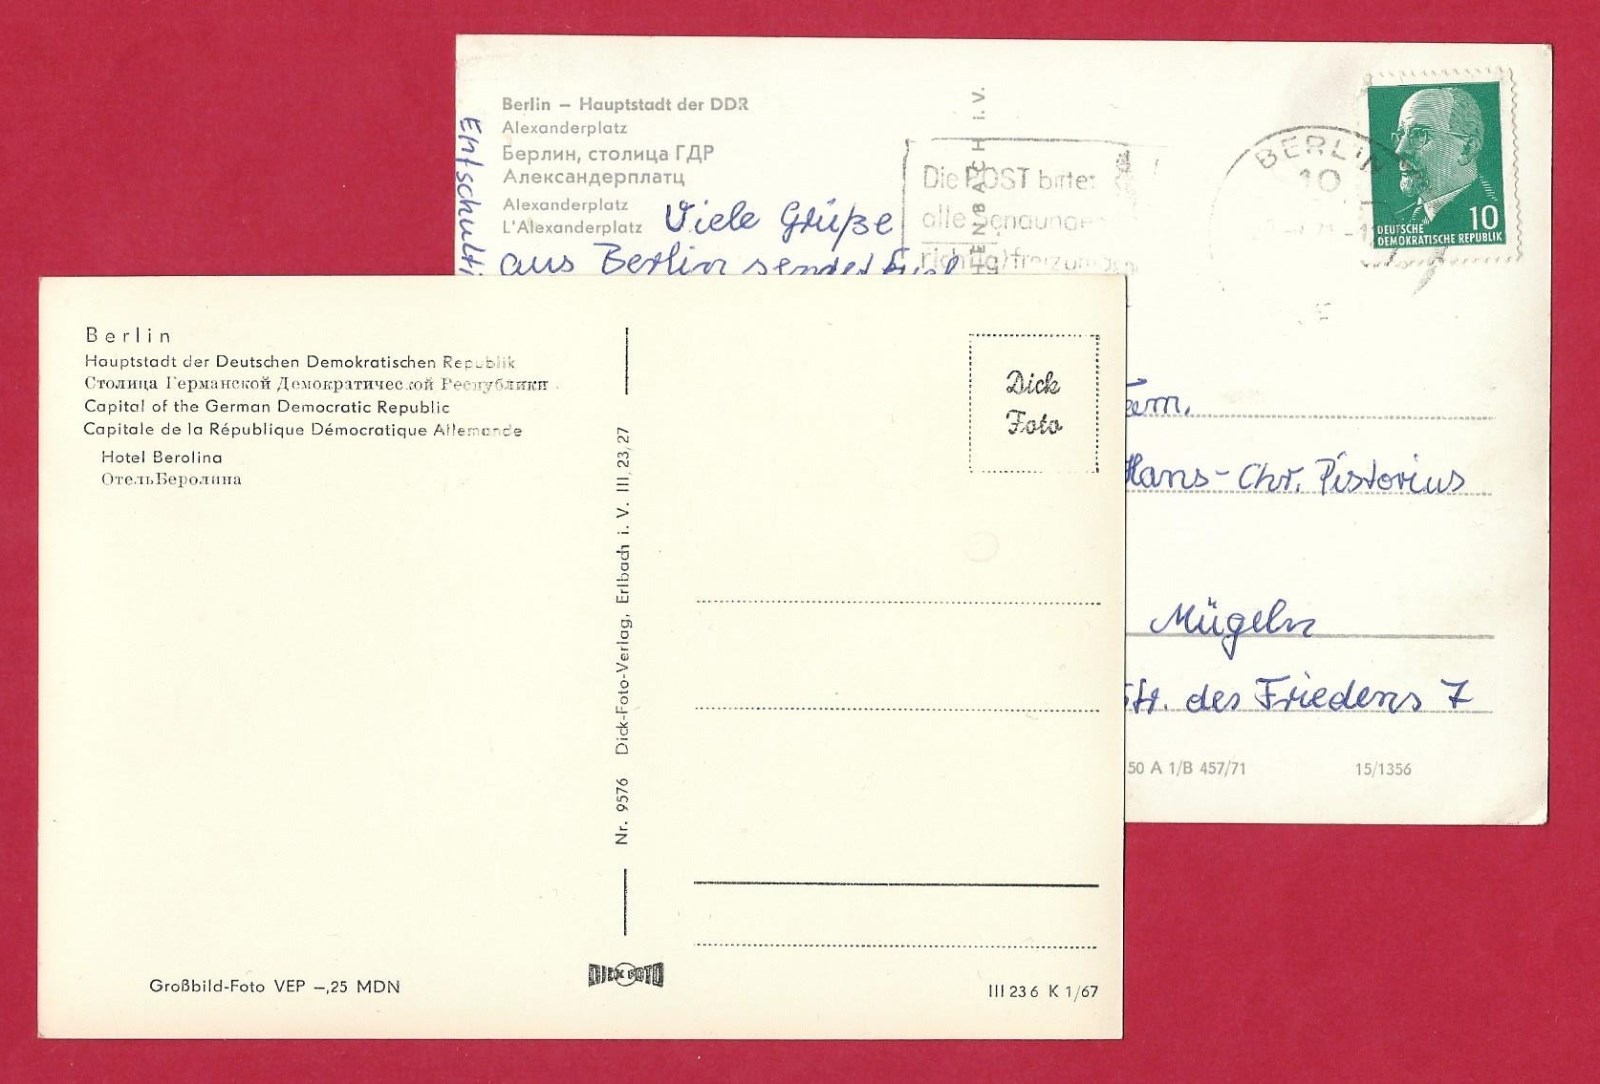 Berlin – Hauptstadt der DDR
Alexanderplatz
Берлин, столица ГДР
Александерплатц
Alexanderplatz
L'Alexanderplatz
Viele Grüße
aus Berlin sendet
Die POST bittet
alle Sendungen
richtig freizumachen
BERLIN
10
10
DEUTSCHE
DEMOKRATISCHE REPUBLIK
I. V.
Hans-Chr. Pistorius
Mügeln
Str. des Friedens 7
50 A 1/B 457/71
15/1356
Berlin
Hauptstadt der Deutschen Demokratischen Republik
Столица Германской Демократической Республики
Capital of the German Democratic Republic
Capitale de la République Démocratique Allemande
Hotel Berolina
Отель Беролина
Nr. 9576 Dick-Foto-Verlag, Erlbach i. V. III, 23, 27
Dick
Foto
Großbild-Foto VEP –,25 MDN
DICK FOTO
III 23 6 K 1/67